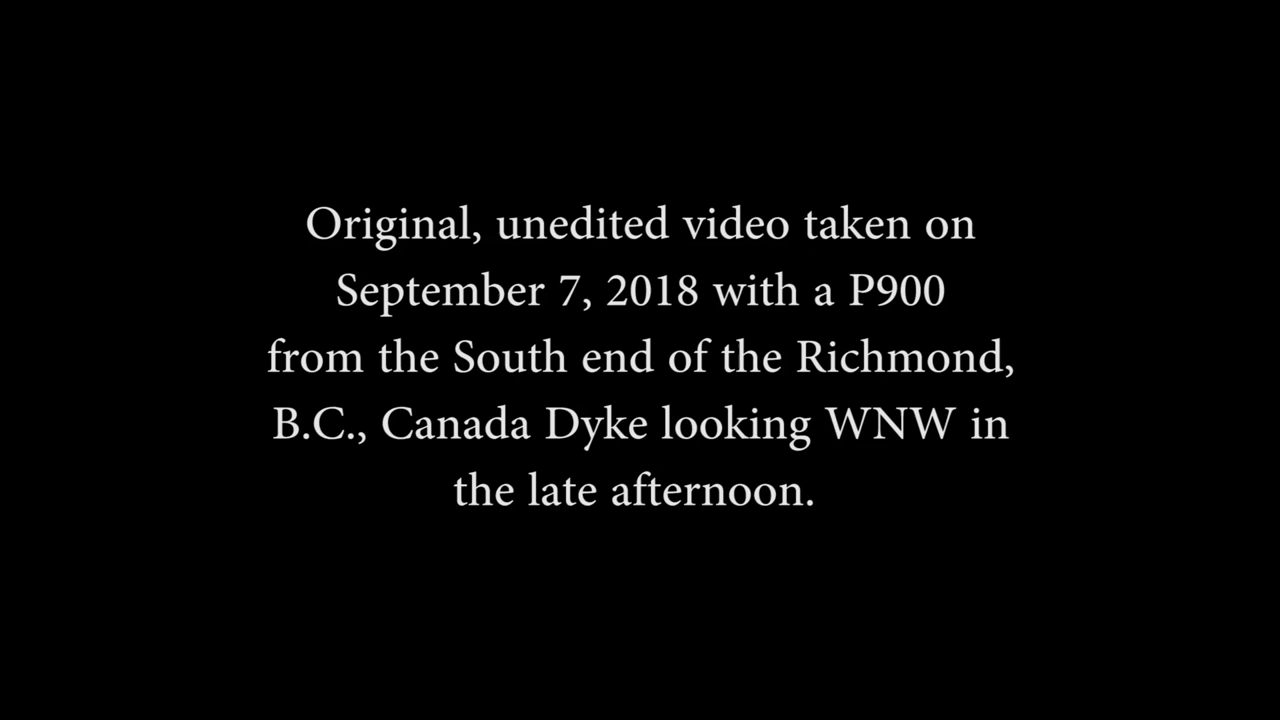 Original, unedited video taken on
September 7, 2018 with a P900
from the South end of the Richmond,
B.C., Canada Dyke looking WNW in
the late afternoon.